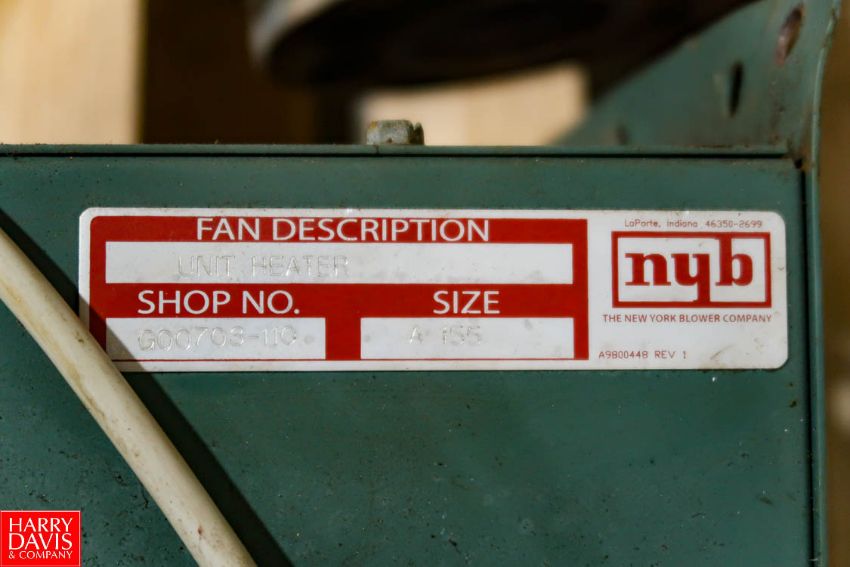 FAN DESCRIPTION
UNIT HEATER
SHOP NO.
SIZE
G00703-110
A 155
LaPorte, Indiana 46350-2699
nyb
THE NEW YORK BLOWER COMPANY
A9800448 REV 1
HARRY
DAVIS
& COMPANY